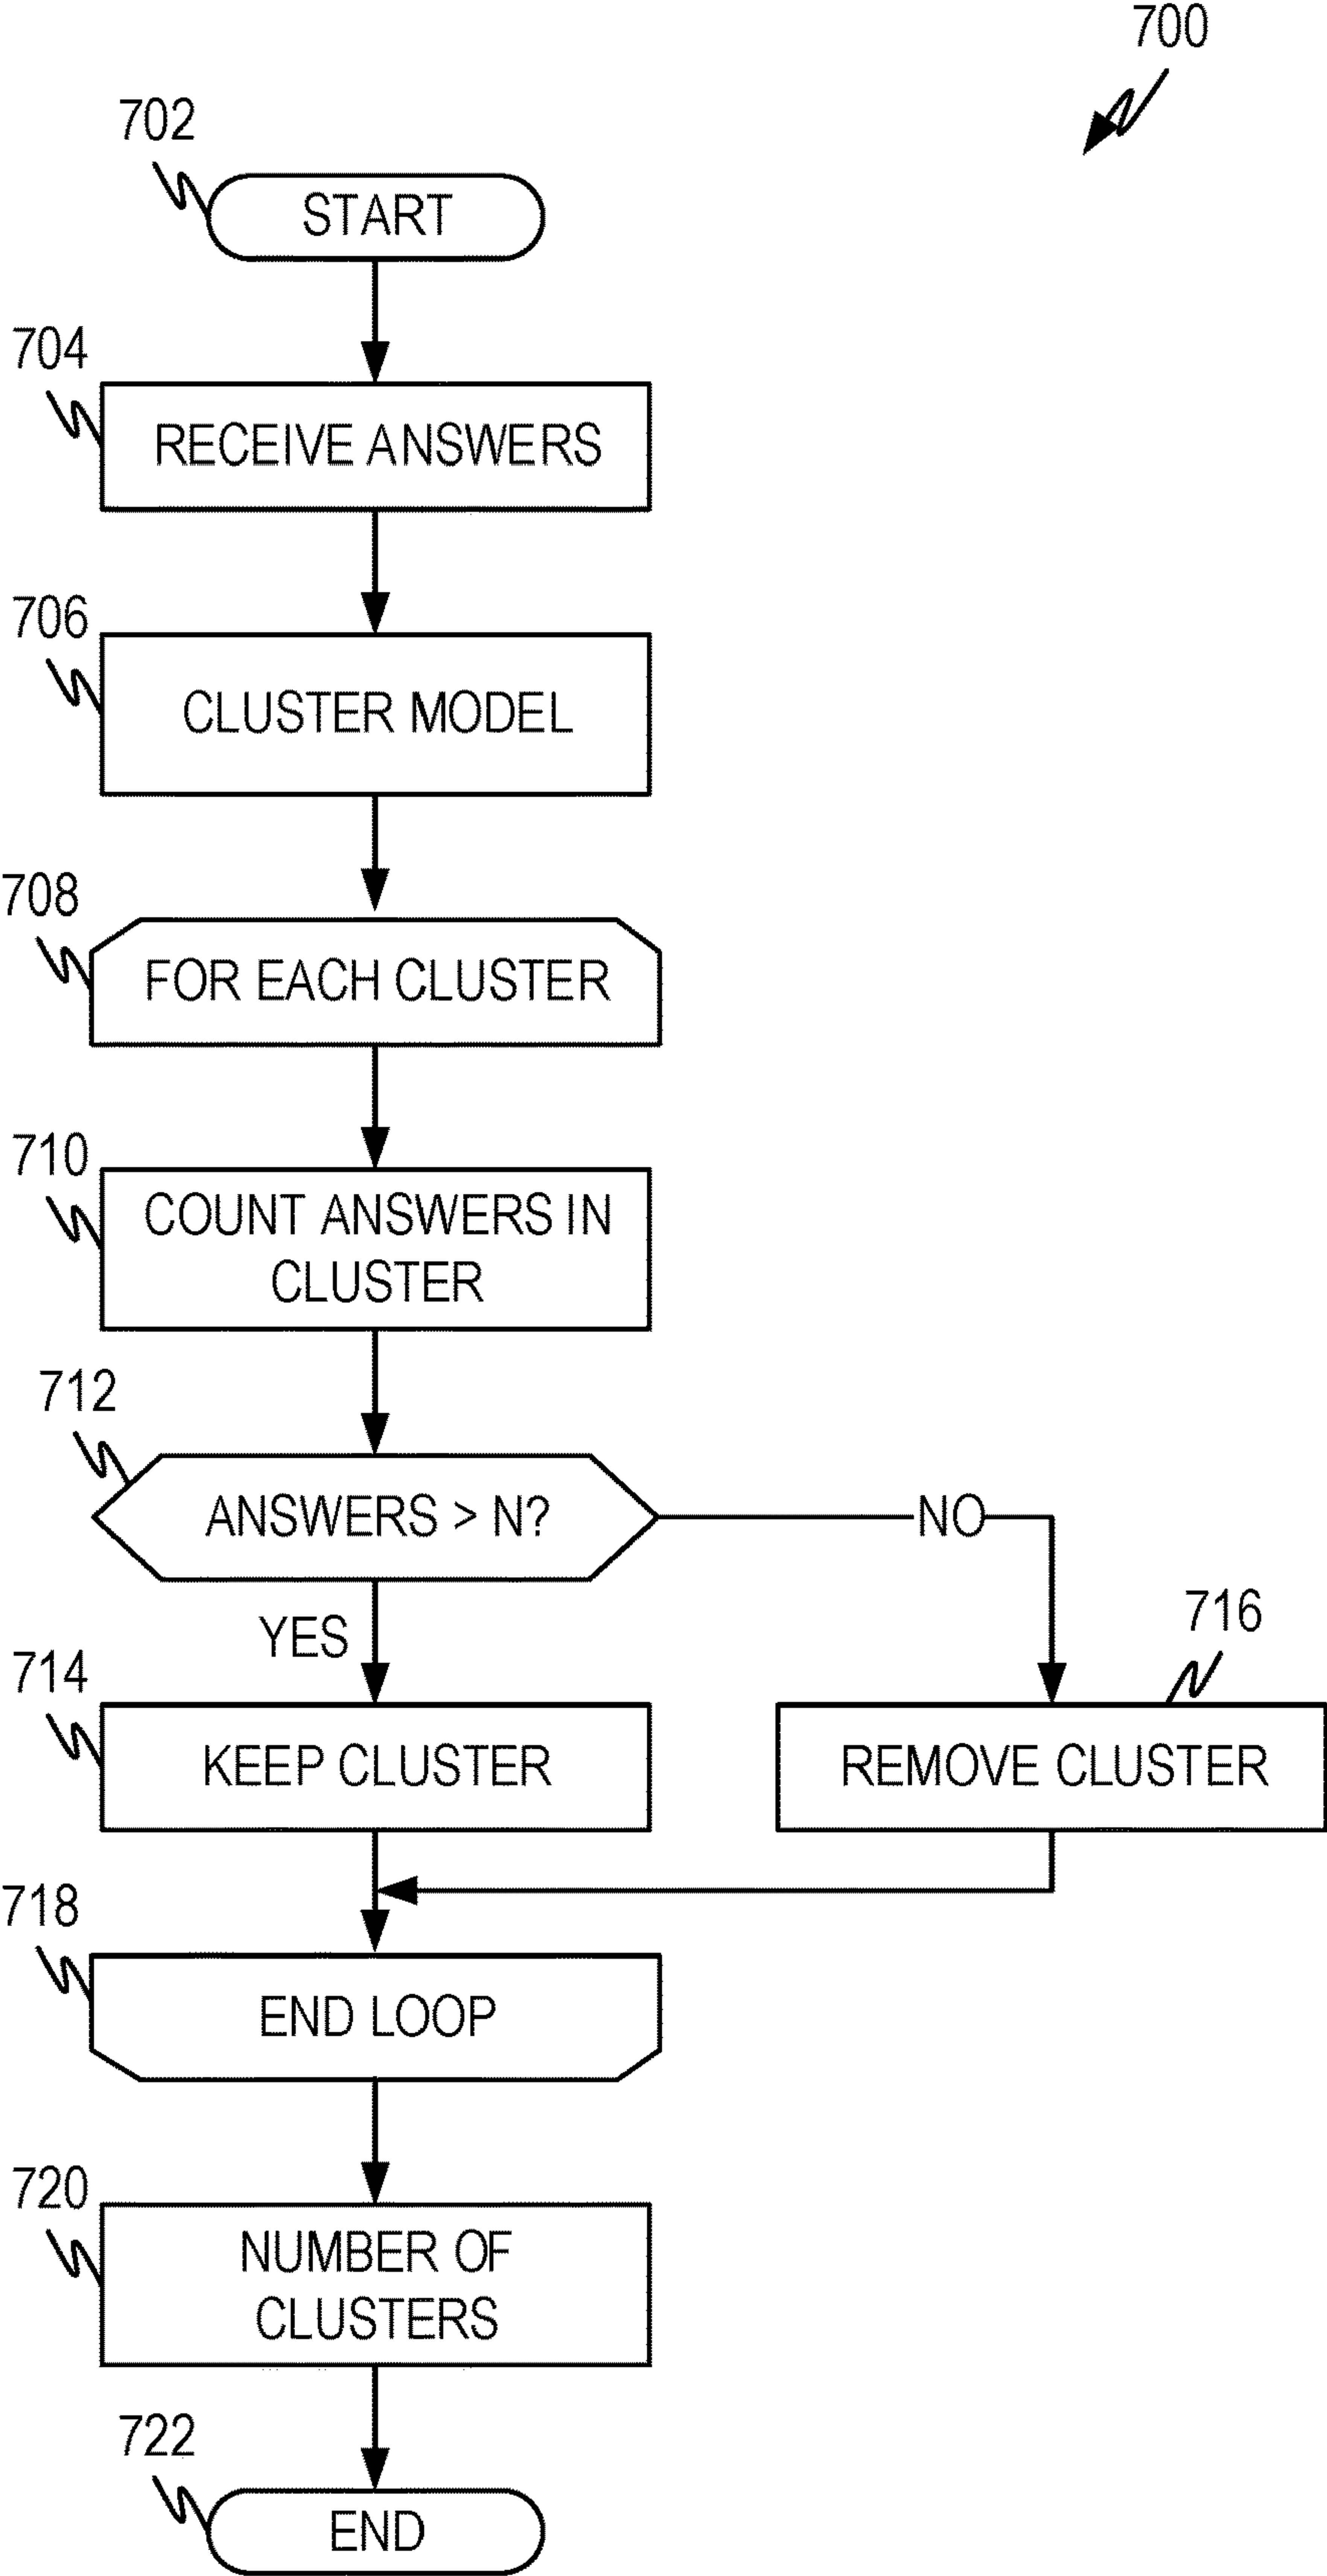 700
702
START
704
RECEIVE ANSWERS
706
CLUSTER MODEL
708
FOR EACH CLUSTER
710
COUNT ANSWERS IN
CLUSTER
712
ANSWERS > N?
NO
YES
714
KEEP CLUSTER
716
REMOVE CLUSTER
718
END LOOP
720
NUMBER OF
CLUSTERS
722
END